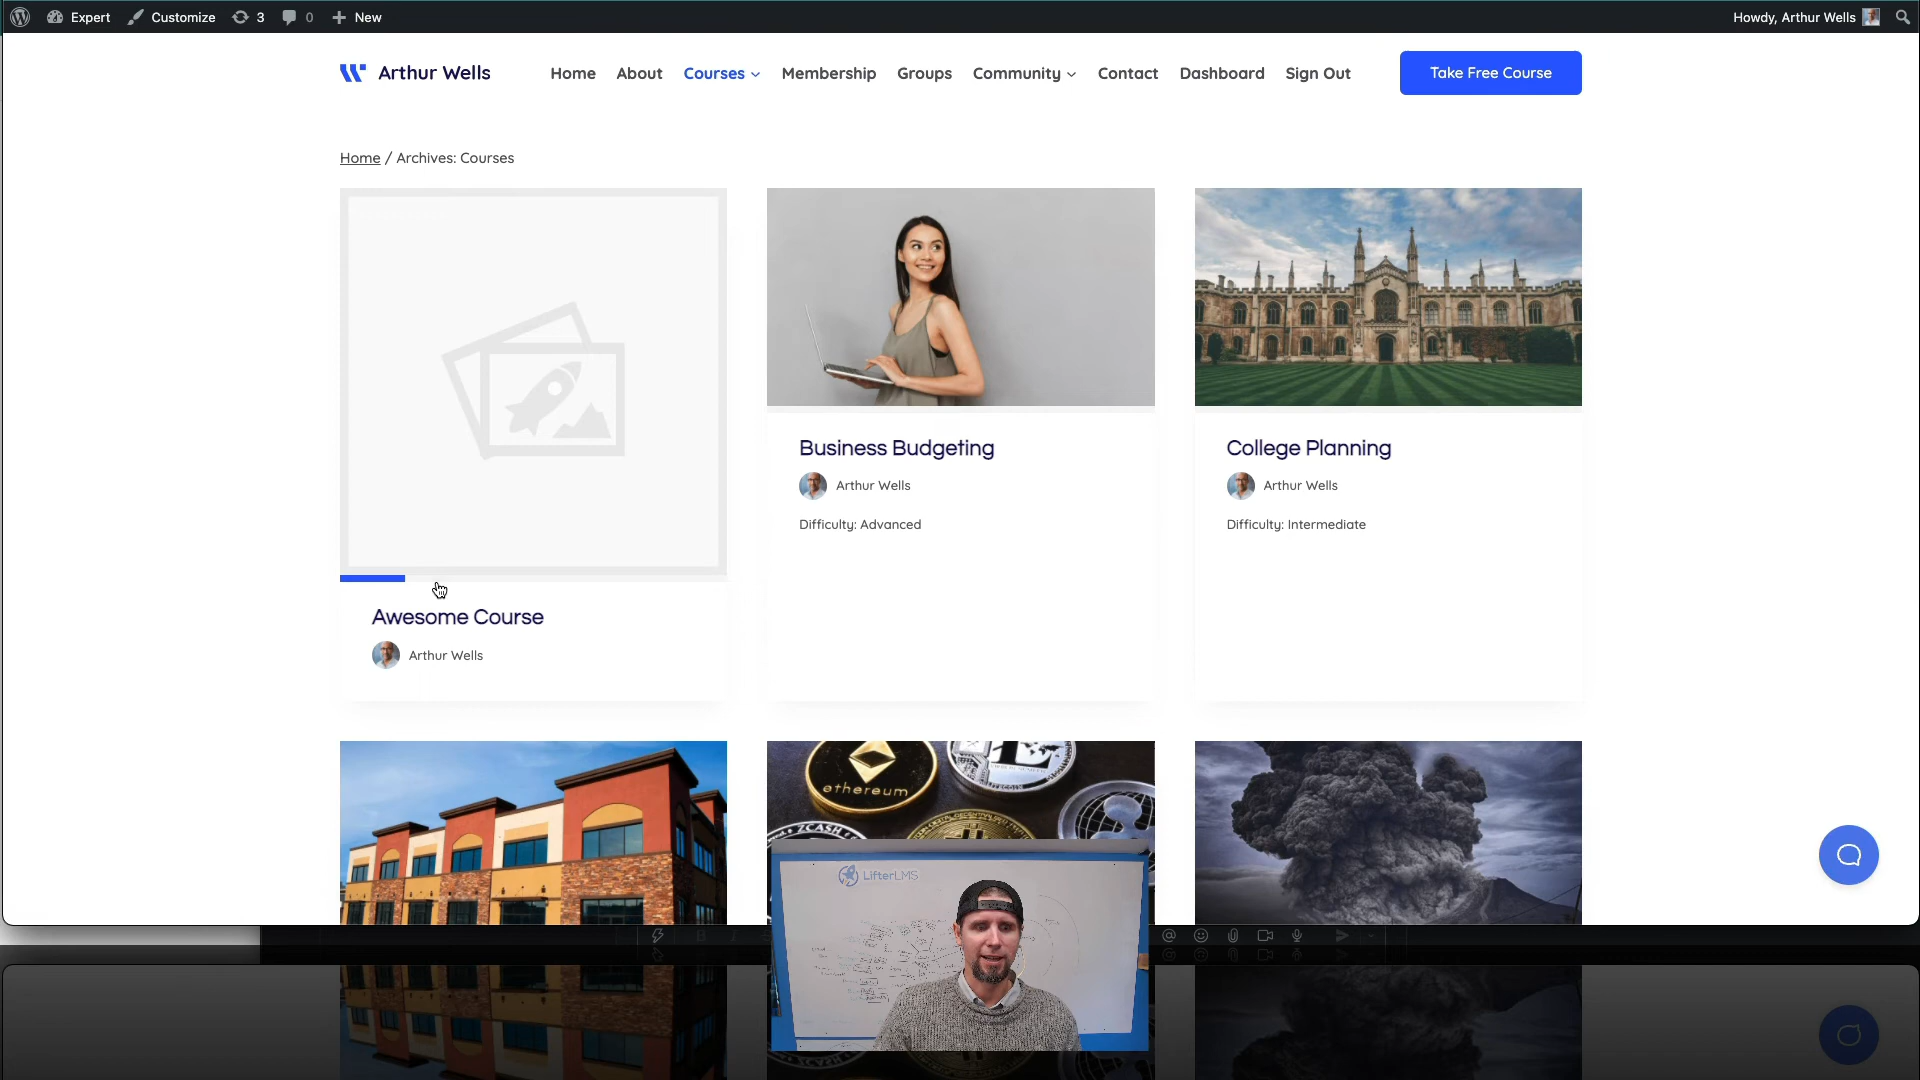 Expert Customize 3 0 New Howdy, Arthur Wells
Arthur Wells Home About Courses Membership Groups Community Contact Dashboard Sign Out Take Free Course
Home / Archives: Courses
Awesome Course
Arthur Wells
Business Budgeting
Arthur Wells
Difficulty: Advanced
College Planning
Arthur Wells
Difficulty: Intermediate
ethereum
ZCASH
LifterLMS